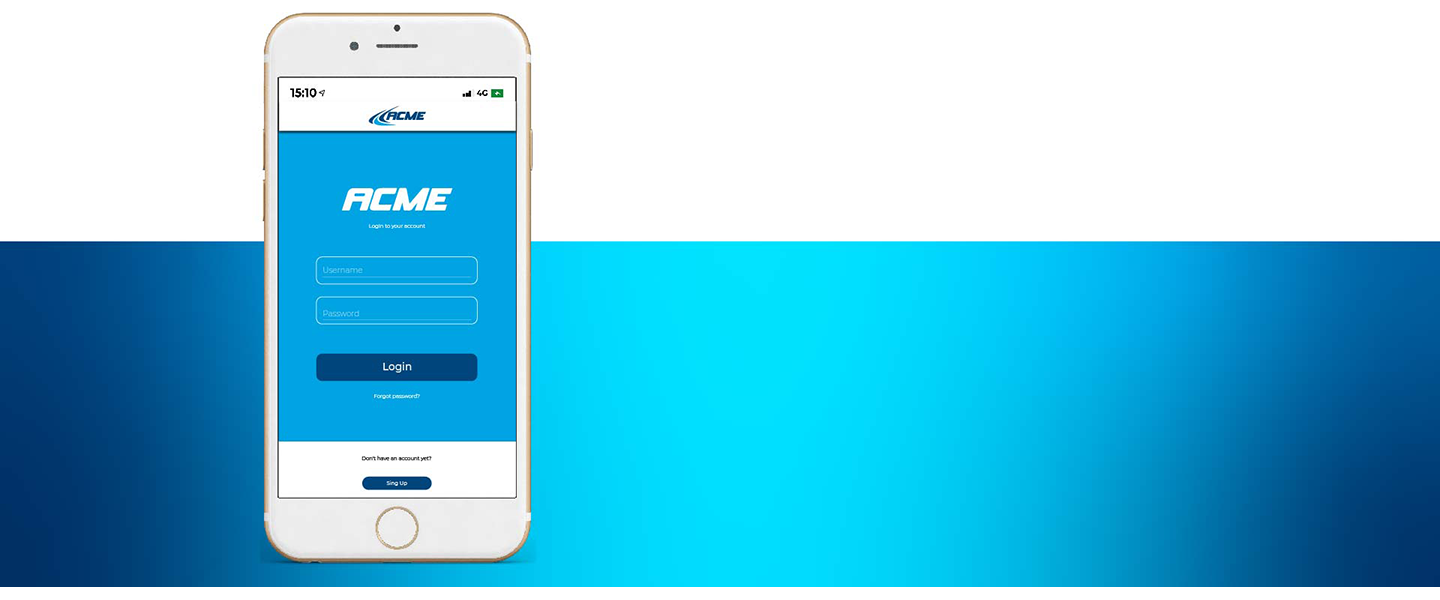 15:10
4G
ACME
ACME
Login to your account
Username
Password
Login
Forgot password?
Don't have an account yet?
Sing Up